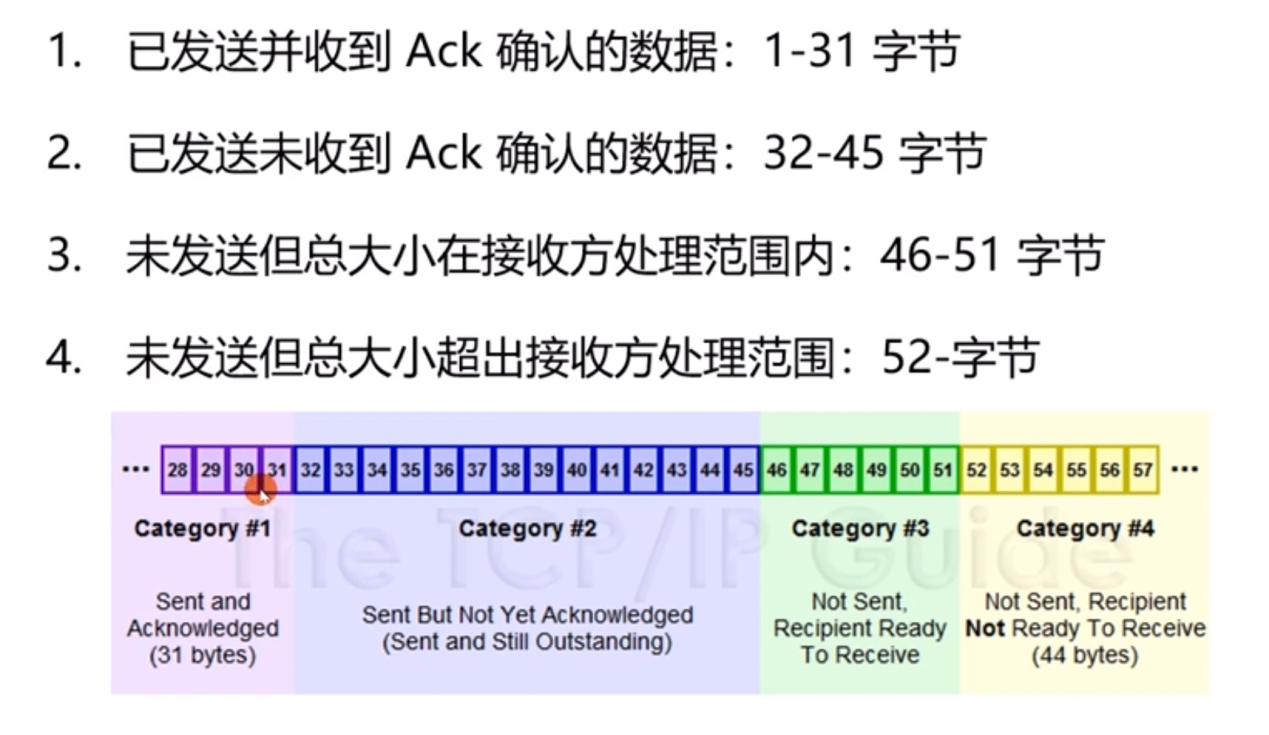 1. 已发送并收到 Ack 确认的数据：1-31 字节
2. 已发送未收到 Ack 确认的数据：32-45 字节
3. 未发送但总大小在接收方处理范围内：46-51 字节
4. 未发送但总大小超出接收方处理范围：52-字节
... 28 29 30 31 32 33 34 35 36 37 38 39 40 41 42 43 44 45 46 47 48 49 50 51 52 53 54 55 56 57 ...
The TCP/IP Guide
Category #1
Category #2
Category #3
Category #4
Sent and
Acknowledged
(31 bytes)
Sent But Not Yet Acknowledged
(Sent and Still Outstanding)
Not Sent,
Recipient Ready
To Receive
Not Sent, Recipient
Not Ready To Receive
(44 bytes)